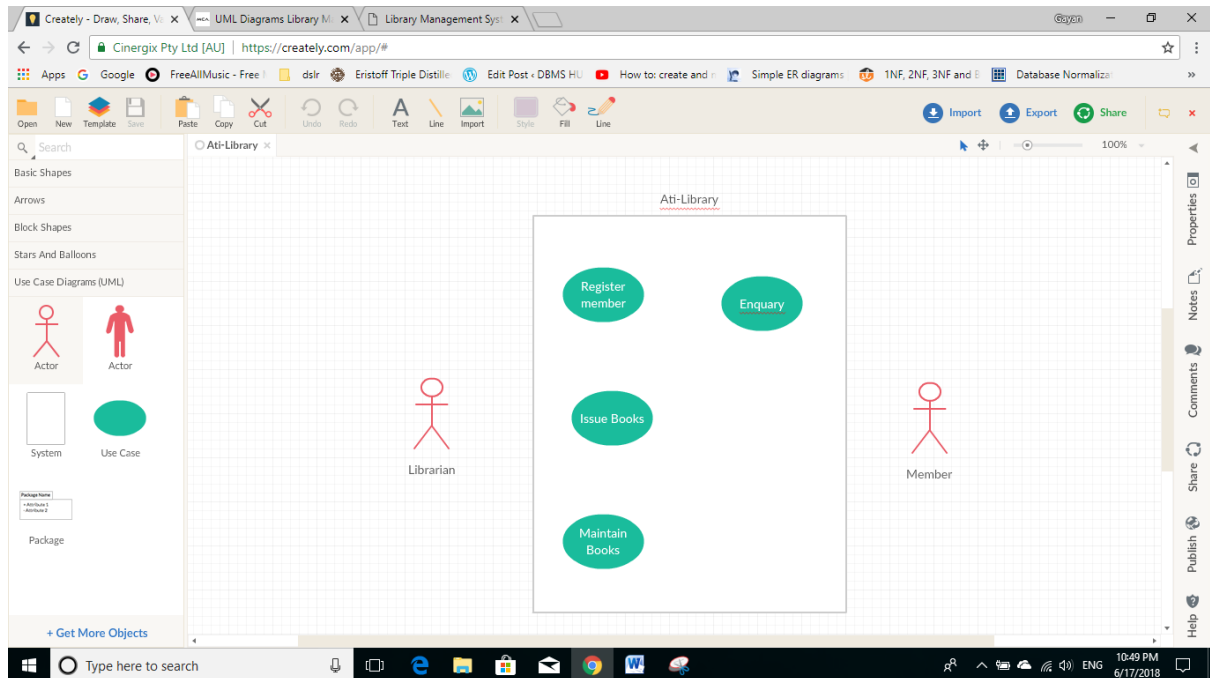 Creately - Draw, Share, Va
UML Diagrams Library M
Library Management Syst
Gayan
Cinergix Pty Ltd [AU] | https://creately.com/app/#
Apps Google FreeAllMusic - Free dslr Eristoff Triple Distille Edit Post ‹ DBMS HU How to: create and Simple ER diagrams 1NF, 2NF, 3NF and Database Normaliza »
Open New Template Save Paste Copy Cut Undo Redo Text Line Import Style Fill Line
Import Export Share
Search
Ati-Library
100%
Basic Shapes
Arrows
Block Shapes
Stars And Balloons
Use Case Diagrams (UML)
Actor Actor
System Use Case
Package Name
+ Attribute 1
- Attribute 2
Package
+ Get More Objects
Ati-Library
Register
member
Enquary
Issue Books
Librarian
Member
Maintain
Books
Properties
Notes
Comments
Share
Publish
Help
Type here to search
ENG
10:49 PM
6/17/2018